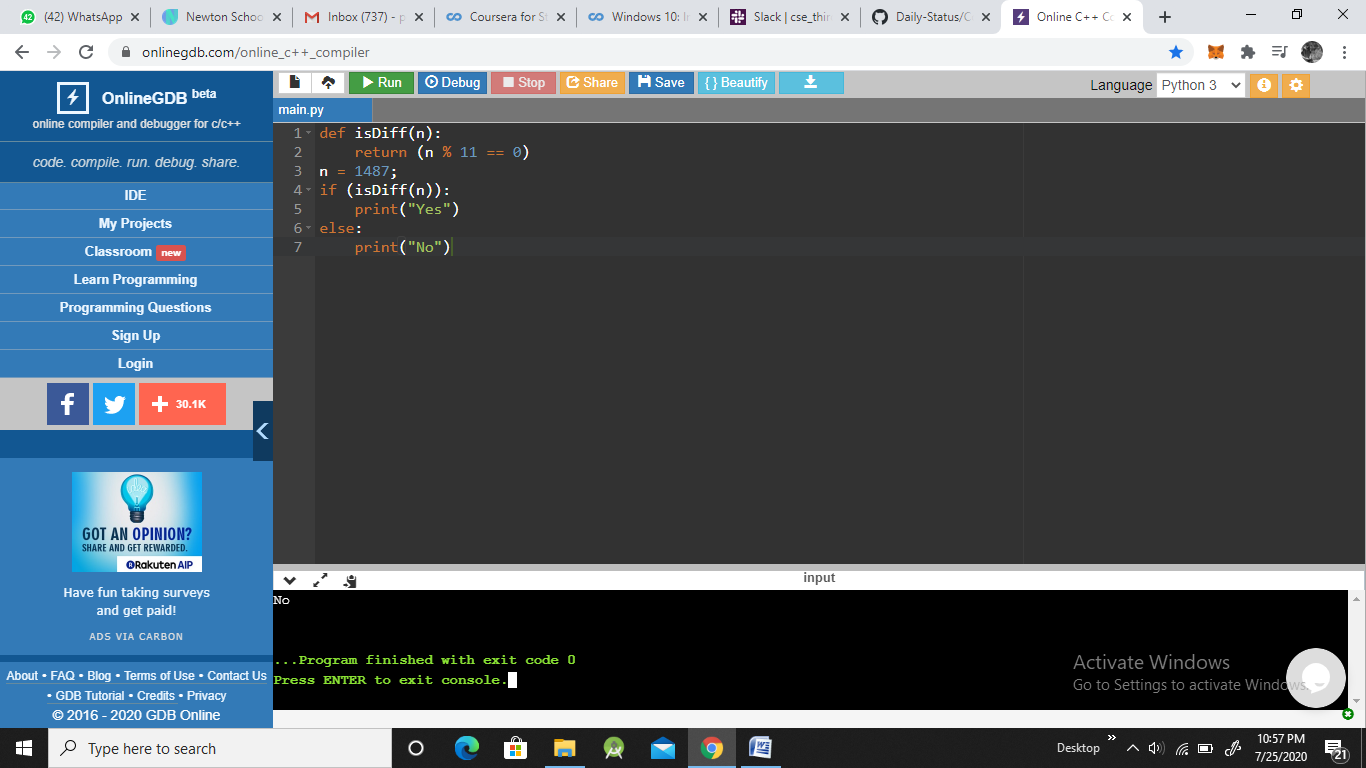 (42) WhatsApp
Newton Schoo
Inbox (737) - p
Coursera for St
Windows 10: In
Slack | cse_thir
Daily-Status/C
Online C++ Co
onlinegdb.com/online_c++_compiler
OnlineGDB beta
online compiler and debugger for c/c++
code. compile. run. debug. share.
IDE
My Projects
Classroom new
Learn Programming
Programming Questions
Sign Up
Login
30.1K
GOT AN OPINION?
SHARE AND GET REWARDED.
Rakuten AIP
Have fun taking surveys
and get paid!
ADS VIA CARBON
About • FAQ • Blog • Terms of Use • Contact Us
• GDB Tutorial • Credits • Privacy
© 2016 - 2020 GDB Online
Run Debug Stop Share Save { } Beautify
Language Python 3
main.py
1 def isDiff(n):
2     return (n % 11 == 0)
3 n = 1487;
4 if (isDiff(n)):
5     print("Yes")
6 else:
7     print("No")
input
No
...Program finished with exit code 0
Press ENTER to exit console.
Activate Windows
Go to Settings to activate Windows.
Type here to search
Desktop
10:57 PM
7/25/2020
21